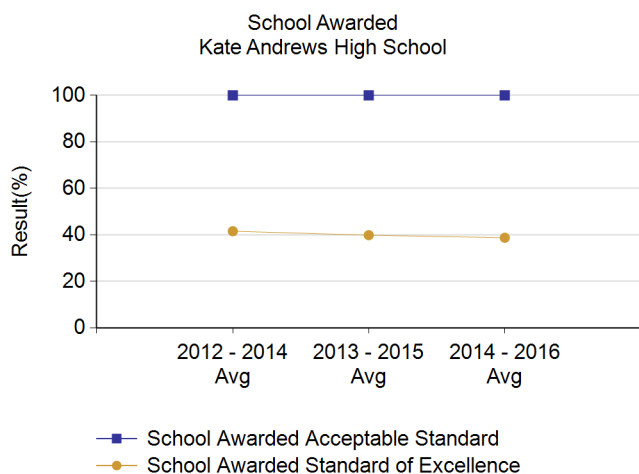 School Awarded
Kate Andrews High School
100
80
60
40
20
0
Result(%)
2012 - 2014 2013 - 2015 2014 - 2016
Avg Avg Avg
School Awarded Acceptable Standard
School Awarded Standard of Excellence